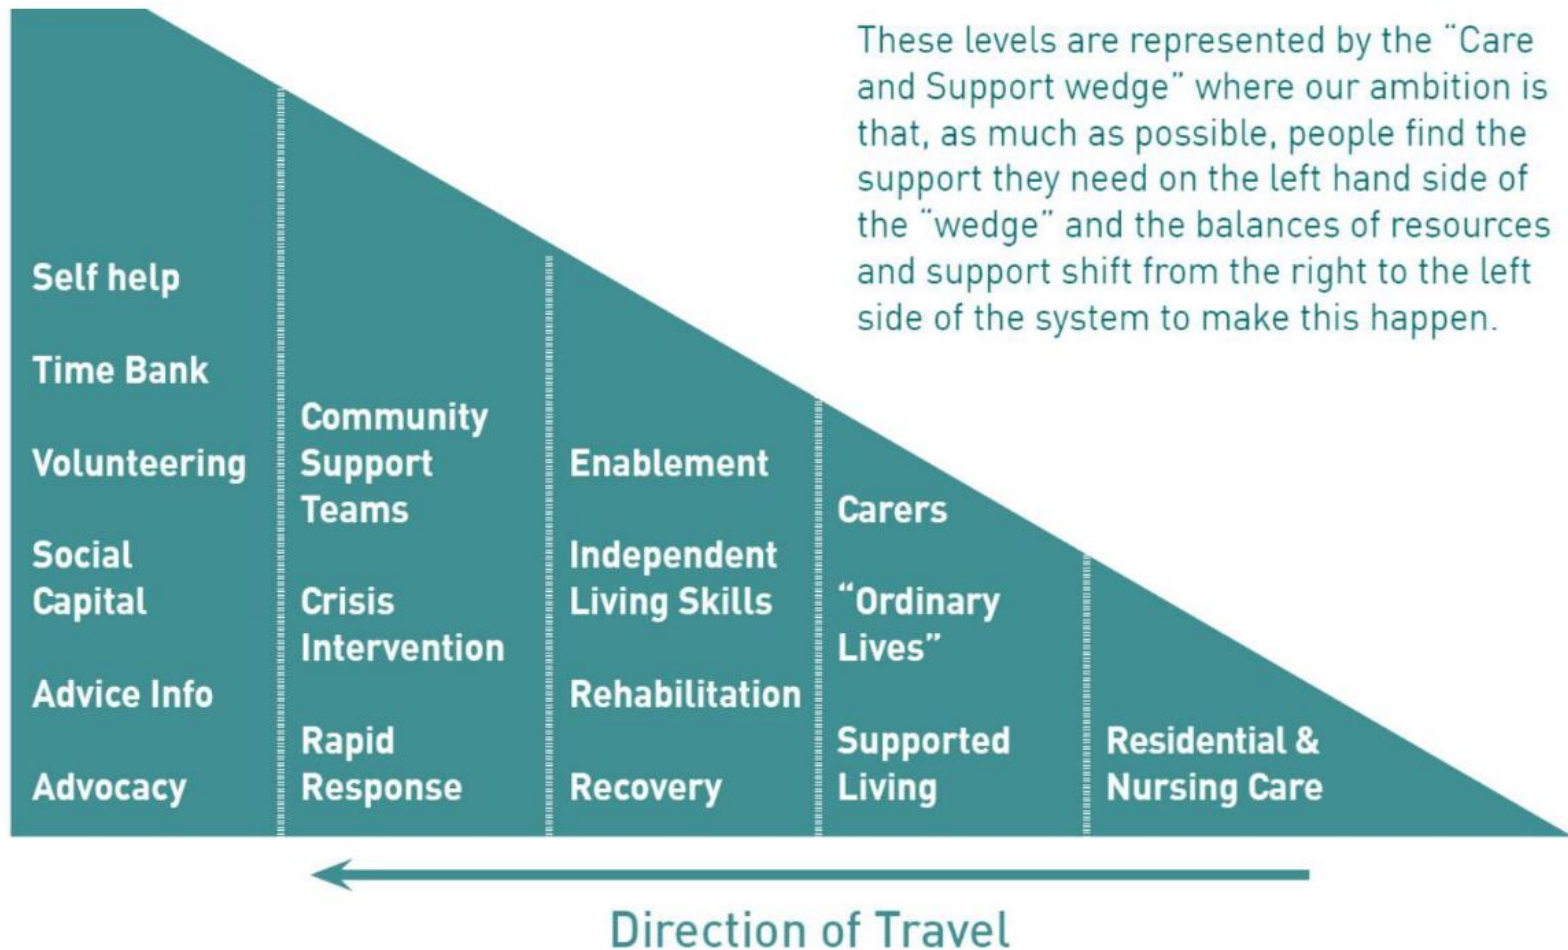 These levels are represented by the “Care
and Support wedge” where our ambition is
that, as much as possible, people find the
support they need on the left hand side of
the “wedge” and the balances of resources
and support shift from the right to the left
side of the system to make this happen.
Self help
Time Bank
Volunteering
Social
Capital
Advice Info
Advocacy
Community
Support
Teams
Crisis
Intervention
Rapid
Response
Enablement
Independent
Living Skills
Rehabilitation
Recovery
Carers
“Ordinary
Lives”
Supported
Living
Residential &
Nursing Care
Direction of Travel